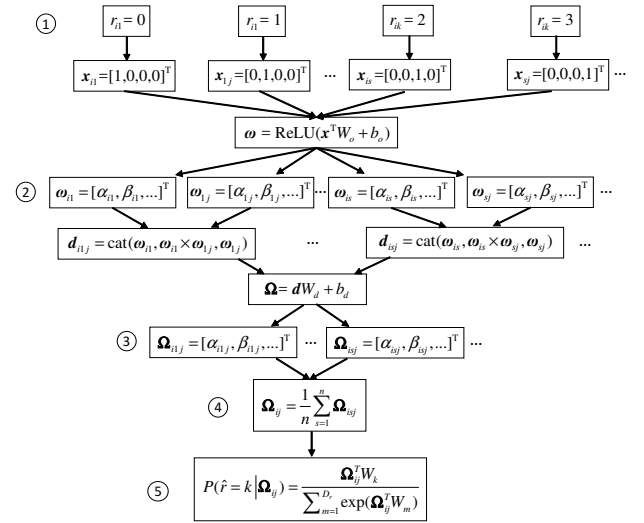 ① r_{i1} = 0 r_{i1} = 1 r_{ik} = 2 r_{ik} = 3
x_{i1}=[1,0,0,0]^T x_{1j}=[0,1,0,0]^T ... x_{is}=[0,0,1,0]^T x_{sj}=[0,0,0,1]^T ...
ω = ReLU(x^T W_o + b_o)
② ω_{i1} = [α_{i1}, β_{i1},...]^T ω_{1j} = [α_{1j}, β_{1j},...]^T ... ω_{is} = [α_{is}, β_{is},...]^T ω_{sj} = [α_{sj}, β_{sj},...]^T ...
d_{i1j} = cat(ω_{i1}, ω_{i1} × ω_{1j}, ω_{1j}) ... d_{isj} = cat(ω_{is}, ω_{is} × ω_{sj}, ω_{sj}) ...
Ω = dW_d + b_d
③ Ω_{i1j} = [α_{i1j}, β_{i1j},...]^T ... Ω_{isj} = [α_{isj}, β_{isj},...]^T ...
④ Ω_{ij} = \frac{1}{n} \sum_{s=1}^{n} Ω_{isj}
⑤ P(\hat{r} = k | Ω_{ij}) = \frac{Ω_{ij}^T W_k}{\sum_{m=1}^{D_r} exp(Ω_{ij}^T W_m)}